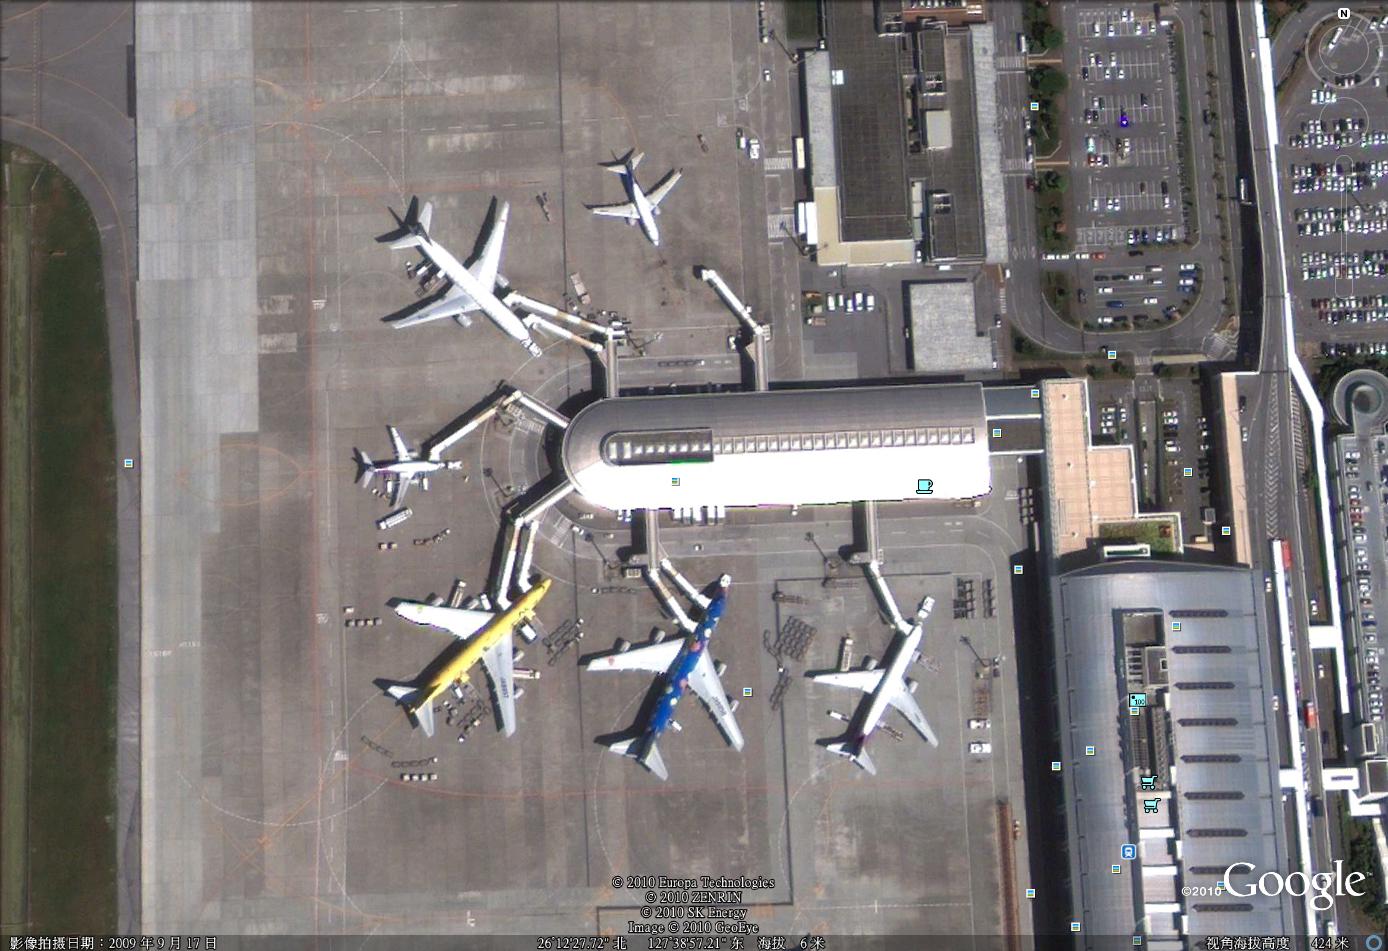 N
100
© 2010 Europa Technologies
© 2010 ZENRIN
© 2010 SK Energy
Image © 2010 GeoEye
©2010 Google™
影像拍摄日期：2009 年 9 月 17 日 26°12'27.72" 北 127°38'57.21" 东 海拔 6 米 视角海拔高度 424 米